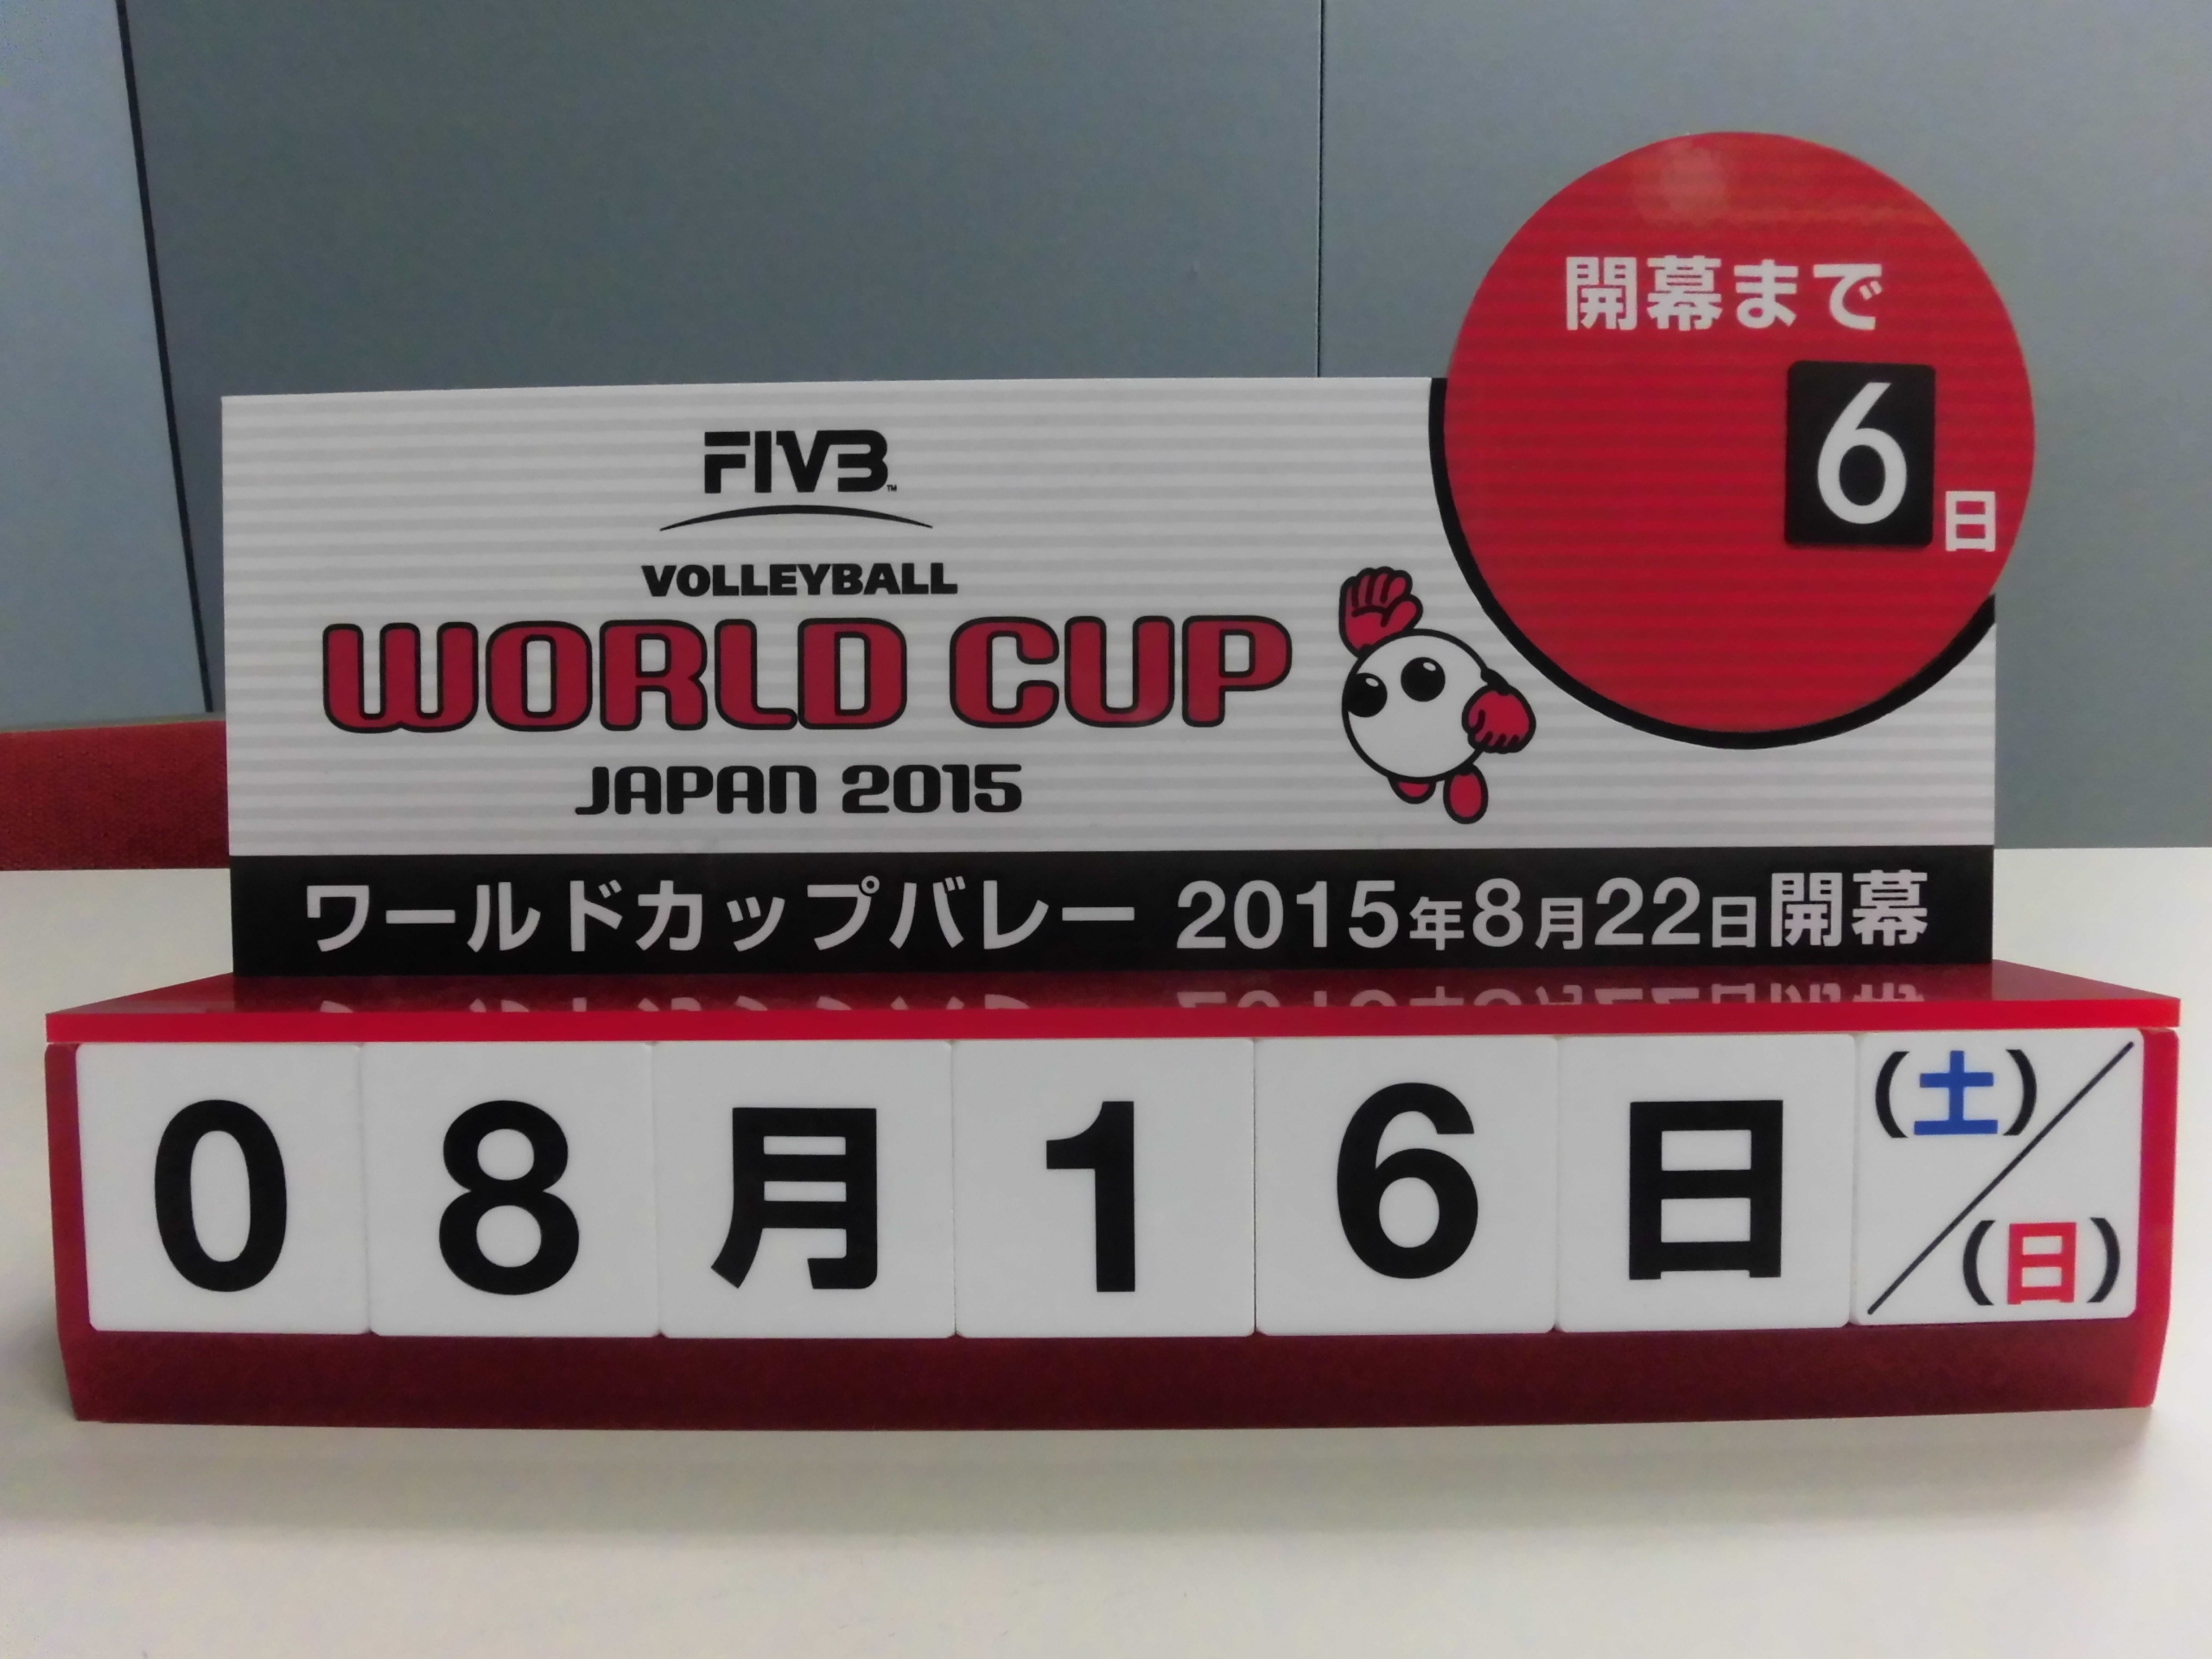 開幕まで
6日
FIVB™
VOLLEYBALL
WORLD CUP
JAPAN 2015
ワールドカップバレー 2015年8月22日開幕
08月16日(土)/(日)